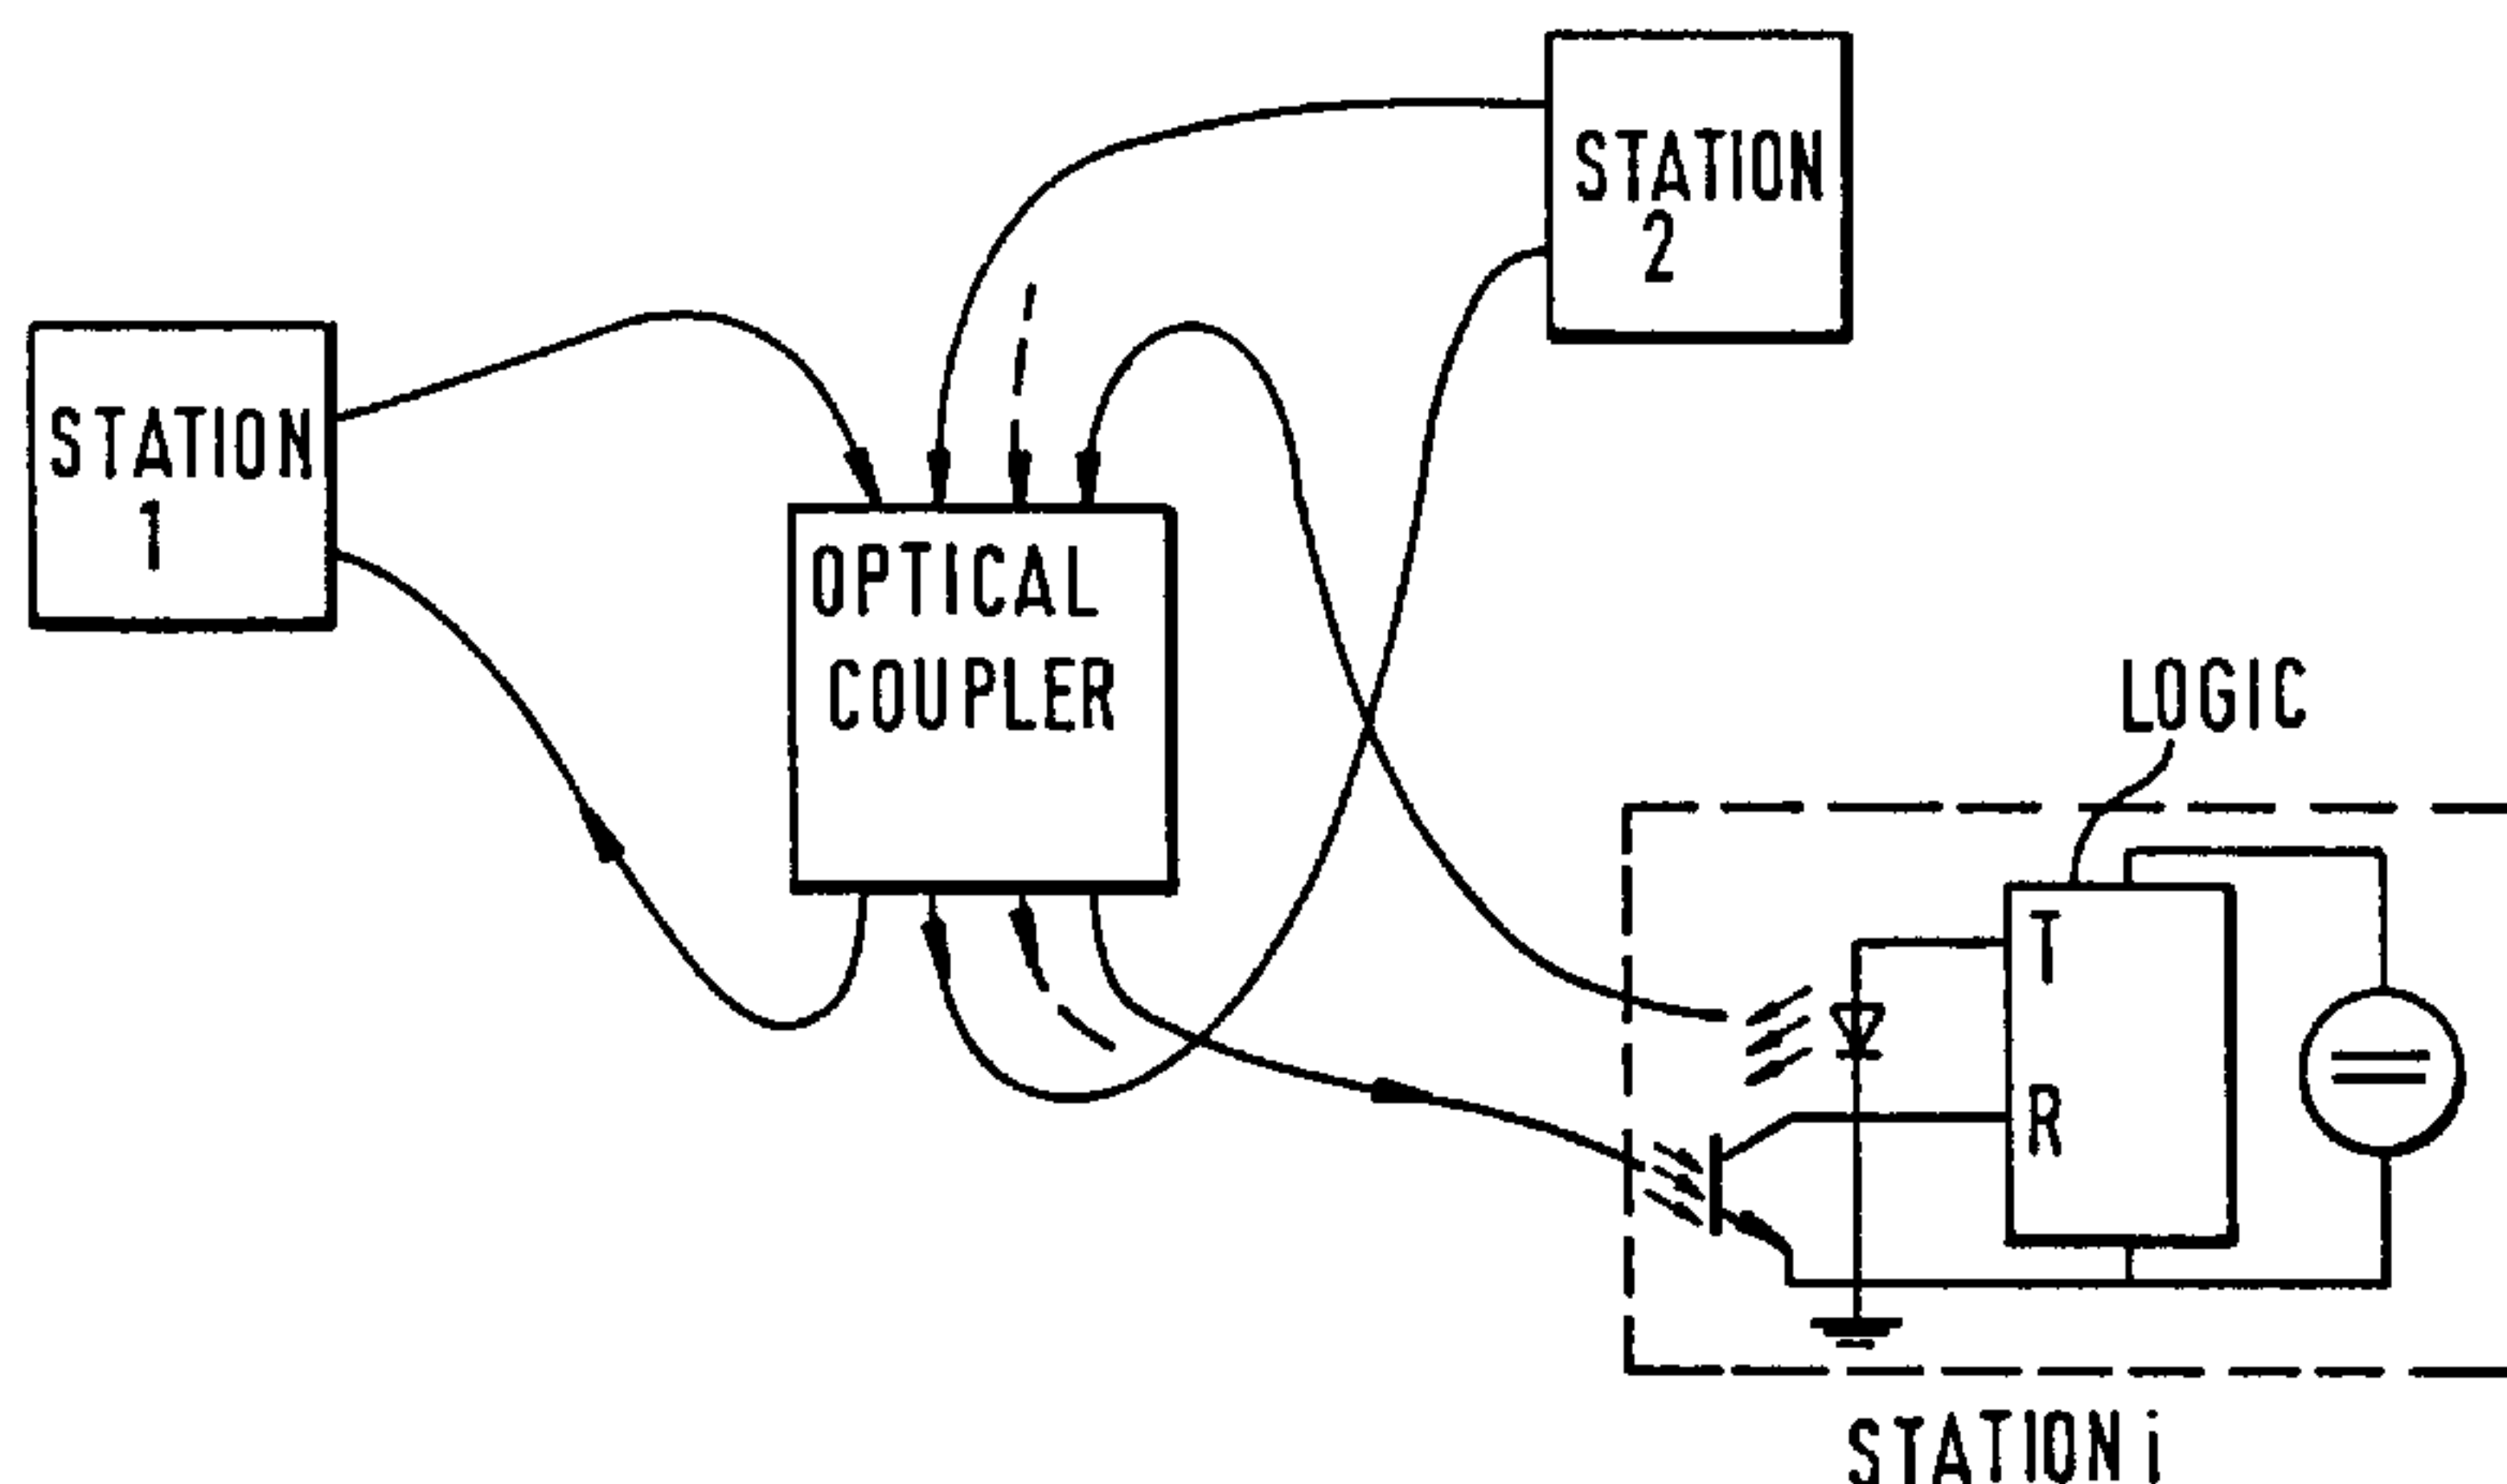 STATION
2
STATION
1
OPTICAL
COUPLER
LOGIC
T
R
STATION i